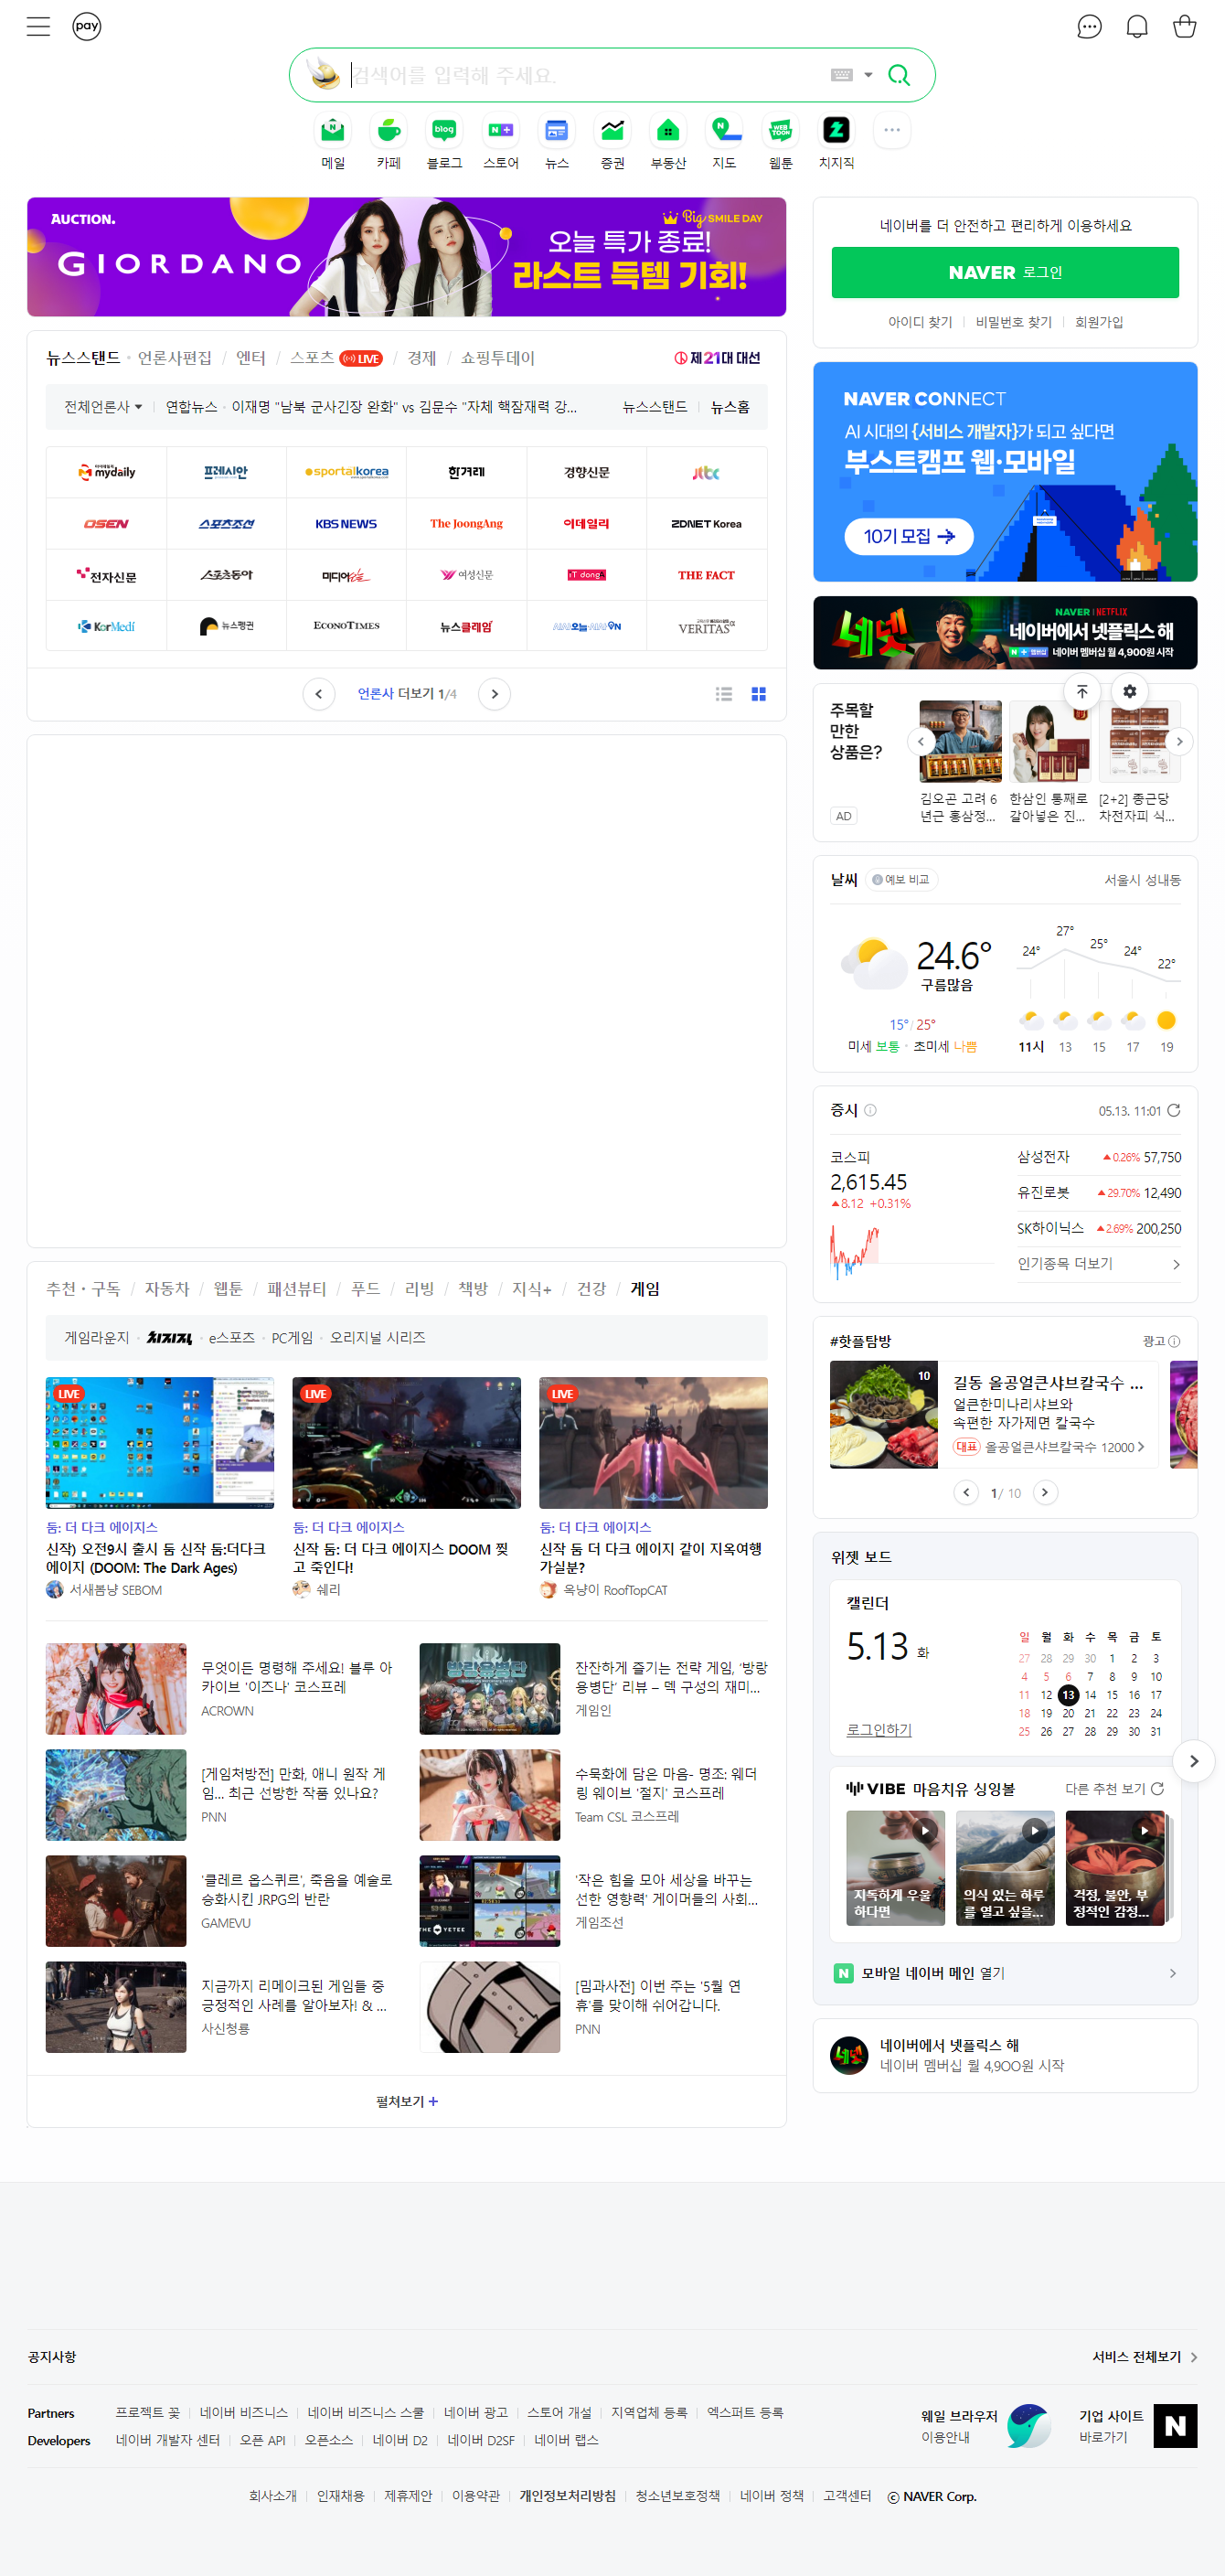 pay
검색어를 입력해 주세요.
메일
카페
블로그
스토어
뉴스
증권
부동산
지도
웹툰
치지직
AUCTION.
GIORDANO
Big SMILE DAY
오늘 특가 종료!
라스트 득템 기회!
네이버를 더 안전하고 편리하게 이용하세요
NAVER 로그인
아이디 찾기
비밀번호 찾기
회원가입
뉴스스탠드 · 언론사편집 / 엔터 / 스포츠 LIVE / 경제 / 쇼핑투데이
제21대 대선
전체언론사
연합뉴스 · 이재명 "남북 군사긴장 완화" vs 김문수 "자체 핵잠재력 강...
뉴스스탠드
뉴스홈
mydaily
프레시안
sportalkorea
한겨레
경향신문
jtbc
OSEN
스포츠조선
KBS NEWS
The JoongAng
이데일리
ZDNET Korea
전자신문
스포츠동아
미디어오늘
여성신문
IT dongA
THE FACT
KorMedi
뉴스펭귄
ECONOTIMES
뉴스클레임
시사오늘시사ON
VERITAS
언론사 더보기 1/4
NAVER CONNECT
AI 시대의 {서비스 개발자}가 되고 싶다면
부스트캠프 웹·모바일
10기 모집 →
네넷
NAVER | NETFLIX
네이버에서 넷플릭스 해
N+ 멤버십 네이버 멤버십 월 4,900원 시작
주목할
만한
상품은?
AD
김오곤 고려 6
년근 홍삼정...
한삼인 통째로
갈아넣은 진...
[2+2] 종근당
차전자피 식...
날씨
예보 비교
서울시 성내동
24.6°
구름많음
15° / 25°
미세 보통 · 초미세 나쁨
24°
27°
25°
24°
22°
11시
13
15
17
19
증시
05.13. 11:01
코스피
2,615.45
▲8.12 +0.31%
삼성전자 ▲0.26% 57,750
유진로봇 ▲29.70% 12,490
SK하이닉스 ▲2.69% 200,250
인기종목 더보기
#핫플탐방
광고
10
길동 올공얼큰샤브칼국수 ...
얼큰한미나리샤브와
속편한 자가제면 칼국수
대표 올공얼큰샤브칼국수 12000
1 / 10
위젯 보드
캘린더
5.13 화
로그인하기
일 월 화 수 목 금 토
27 28 29 30 1 2 3
4 5 6 7 8 9 10
11 12 13 14 15 16 17
18 19 20 21 22 23 24
25 26 27 28 29 30 31
VIBE 마음치유 싱잉볼
다른 추천 보기
지독하게 우울
하다면
의식 있는 하루
를 열고 싶을...
걱정, 불안, 부
정적인 감정...
모바일 네이버 메인 열기
네넷
네이버에서 넷플릭스 해
네이버 멤버십 월 4,900원 시작
추천·구독 / 자동차 / 웹툰 / 패션뷰티 / 푸드 / 리빙 / 책방 / 지식+ / 건강 / 게임
게임라운지 · 치지직 · e스포츠 · PC게임 · 오리지널 시리즈
LIVE
LIVE
LIVE
둠: 더 다크 에이지스
신작) 오전9시 출시 둠 신작 둠:더다크
에이지 (DOOM: The Dark Ages)
서새봄냥 SEBOM
둠: 더 다크 에이지스
신작 둠: 더 다크 에이지스 DOOM 찢
고 죽인다!
쉐리
둠: 더 다크 에이지스
신작 둠 더 다크 에이지 같이 지옥여행
가실분?
옥냥이 RoofTopCAT
무엇이든 명령해 주세요! 블루 아
카이브 '이즈나' 코스프레
ACROWN
방랑용병단
잔잔하게 즐기는 전략 게임, '방랑
용병단' 리뷰 – 덱 구성의 재미...
게임인
[게임처방전] 만화, 애니 원작 게
임... 최근 선방한 작품 있나요?
PNN
수묵화에 담은 마음- 명조: 웨더
링 웨이브 '절지' 코스프레
Team CSL 코스프레
'클레르 옵스퀴르', 죽음을 예술로
승화시킨 JRPG의 반란
GAMEVU
THE YETEE
'작은 힘을 모아 세상을 바꾸는
선한 영향력' 게이머들의 사회...
게임조선
지금까지 리메이크된 게임들 중
긍정적인 사례를 알아보자! & ...
사신청룡
[밈과사전] 이번 주는 '5월 연
휴'를 맞이해 쉬어갑니다.
PNN
펼쳐보기 +
공지사항
서비스 전체보기
Partners 프로젝트 꽃 네이버 비즈니스 네이버 비즈니스 스쿨 네이버 광고 스토어 개설 지역업체 등록 엑스퍼트 등록
Developers 네이버 개발자 센터 오픈 API 오픈소스 네이버 D2 네이버 D2SF 네이버 랩스
웨일 브라우저
이용안내
기업 사이트
바로가기
회사소개 인재채용 제휴제안 이용약관 개인정보처리방침 청소년보호정책 네이버 정책 고객센터 ⓒ NAVER Corp.